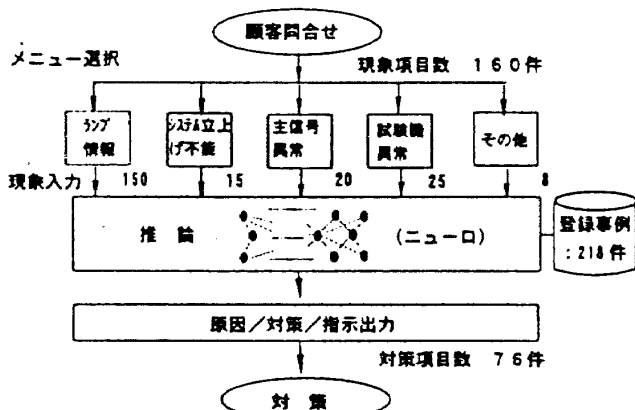 顧客問合せ
メニュー選択
現象項目数 160件
ランプ
情報
システム立上
げ不能
主信号
異常
試験機
異常
その他
現象入力
150
15
20
25
8
推 論
(ニューロ)
登録事例
:218件
原因/対策/指示出力
対策項目数 76件
対 策